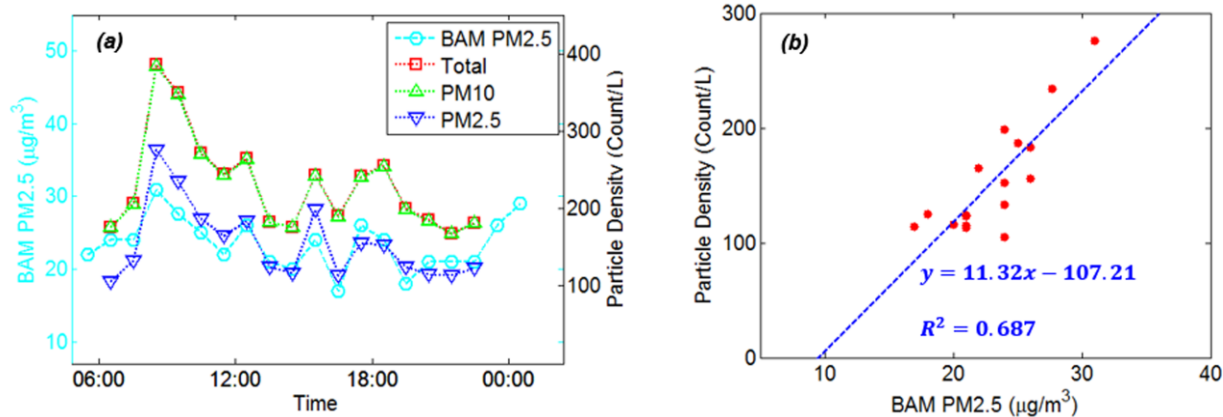 (a)
BAM PM2.5
Total
PM10
PM2.5
50
40
30
20
10
BAM PM2.5 (μg/m³)
400
300
200
100
Particle Density (Count/L)
06:00 12:00 18:00 00:00
Time
(b)
300
200
100
0
Particle Density (Count/L)
y = 11.32x − 107.21
R² = 0.687
10 20 30 40
BAM PM2.5 (μg/m³)